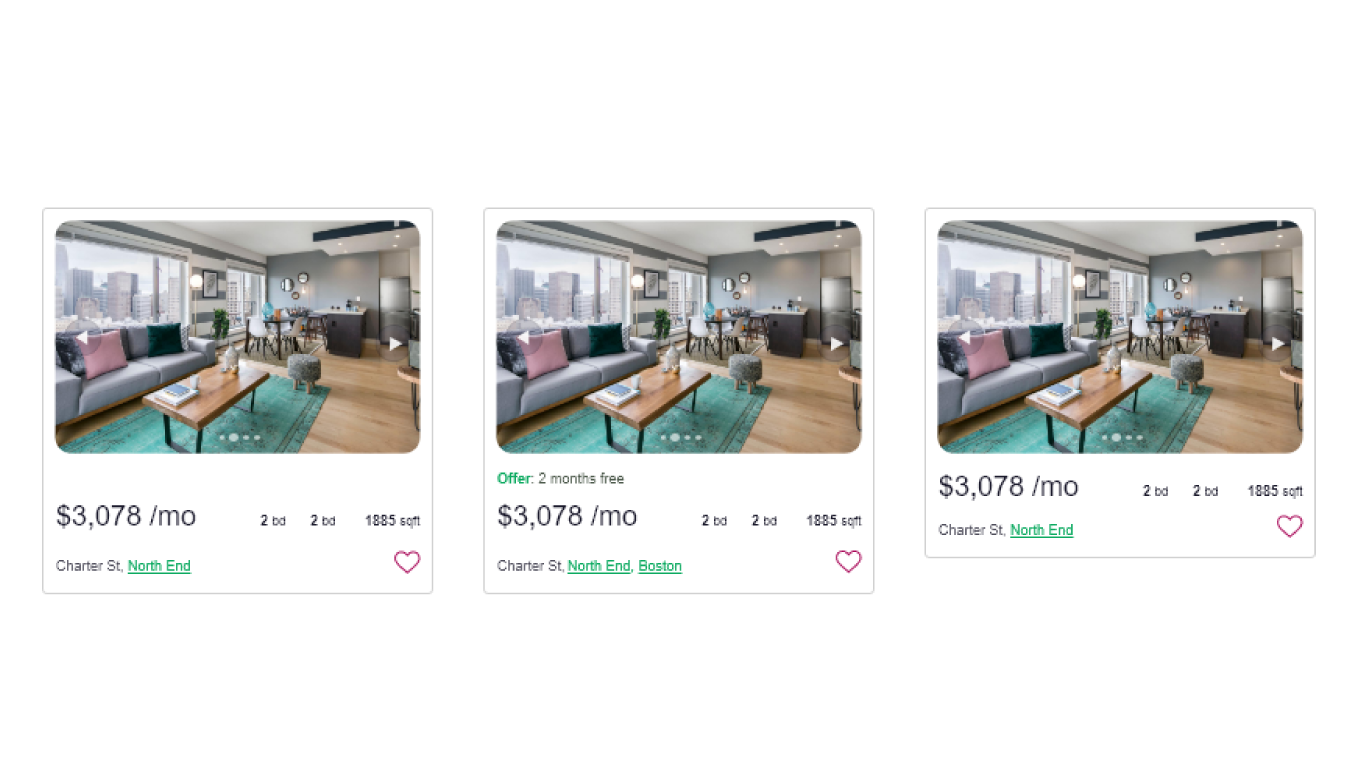 $3,078 /mo 2 bd 2 bd 1885 sqft
Charter St, North End
Offer: 2 months free
$3,078 /mo 2 bd 2 bd 1885 sqft
Charter St, North End, Boston
$3,078 /mo 2 bd 2 bd 1885 sqft
Charter St, North End